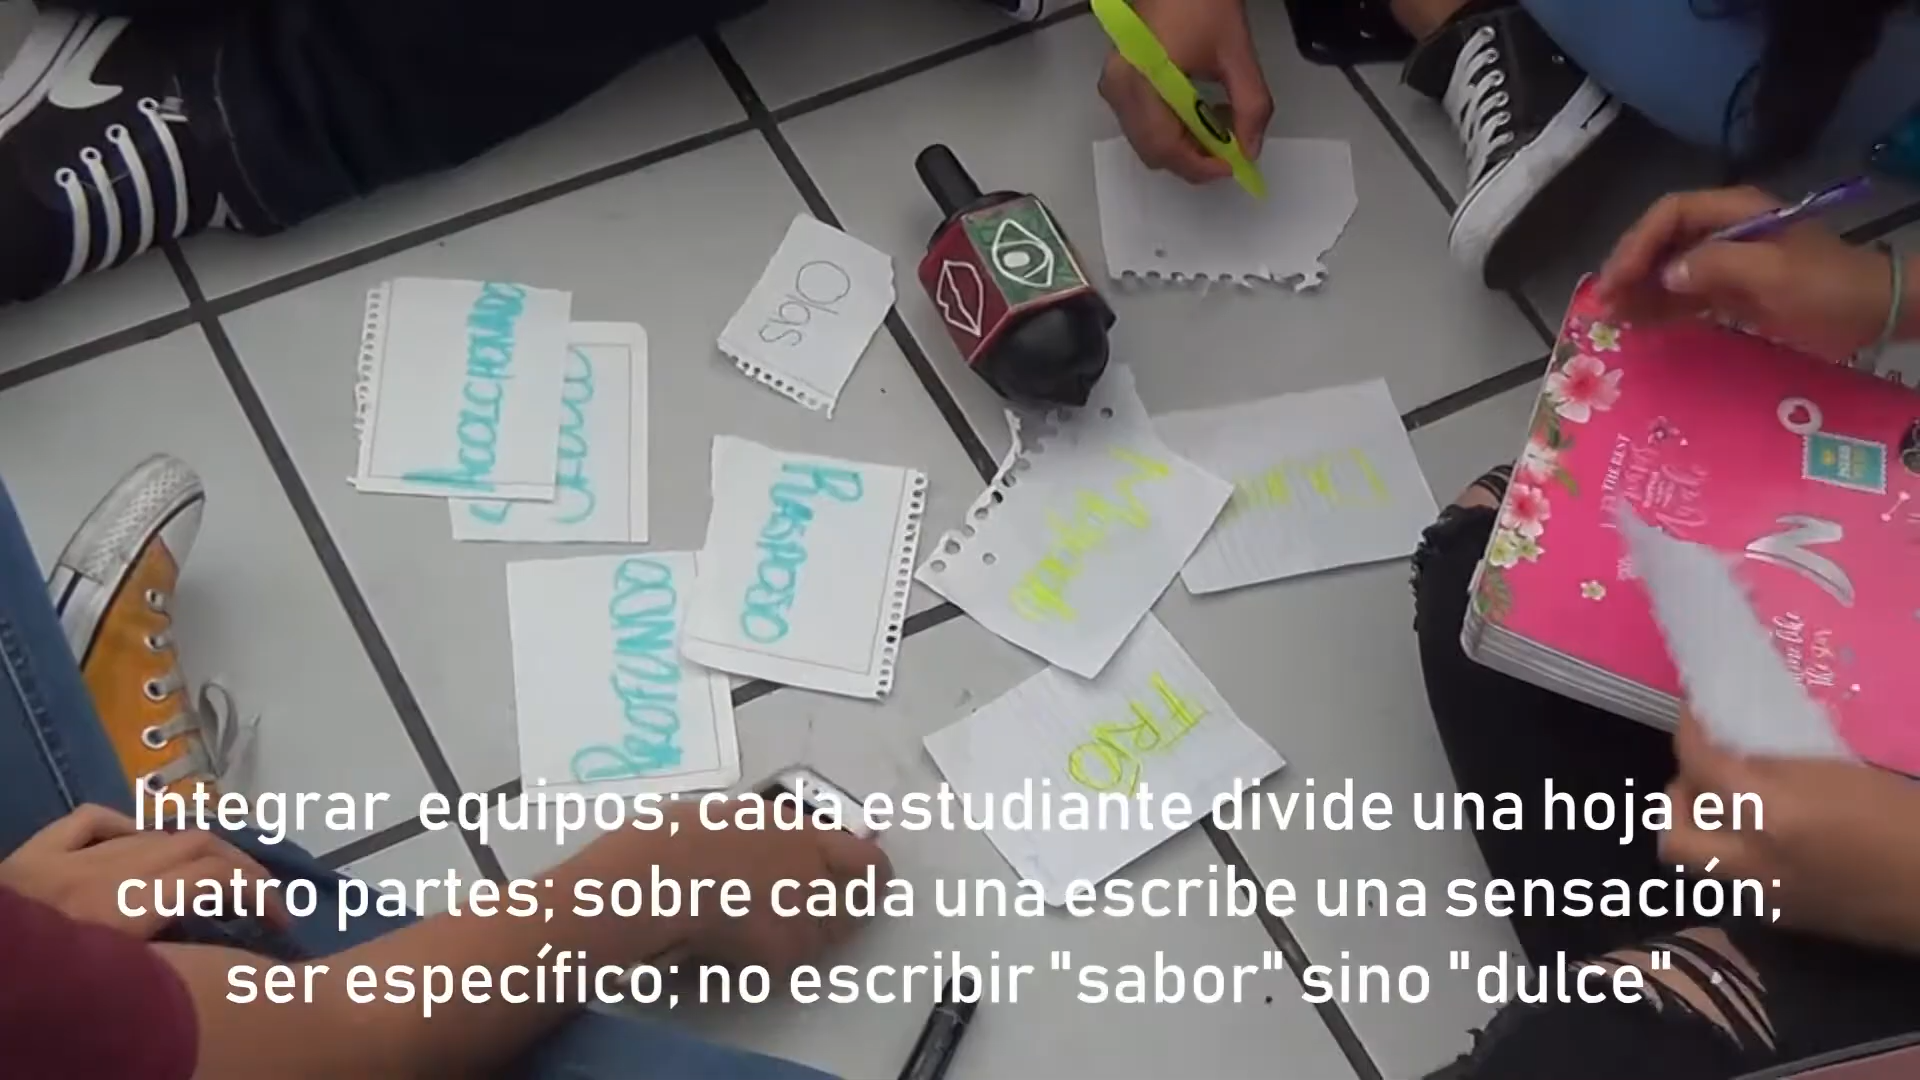 ACOLCHONADO
Olas
RASPOSO
Mojado
PROFUNDO
FRÍO
Integrar equipos; cada estudiante divide una hoja en
cuatro partes; sobre cada una escribe una sensación;
ser específico; no escribir "sabor" sino "dulce"